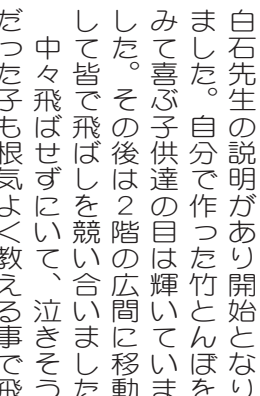 白石先生の説明があり開始となり
ました。自分で作った竹とんぼを
みて喜ぶ子供達の目は輝いていま
した。その後は2階の広間に移動
して皆で飛ばしを競い合いました
中々飛ばせずにいて、泣きそう
だった子も根気よく教える事で飛